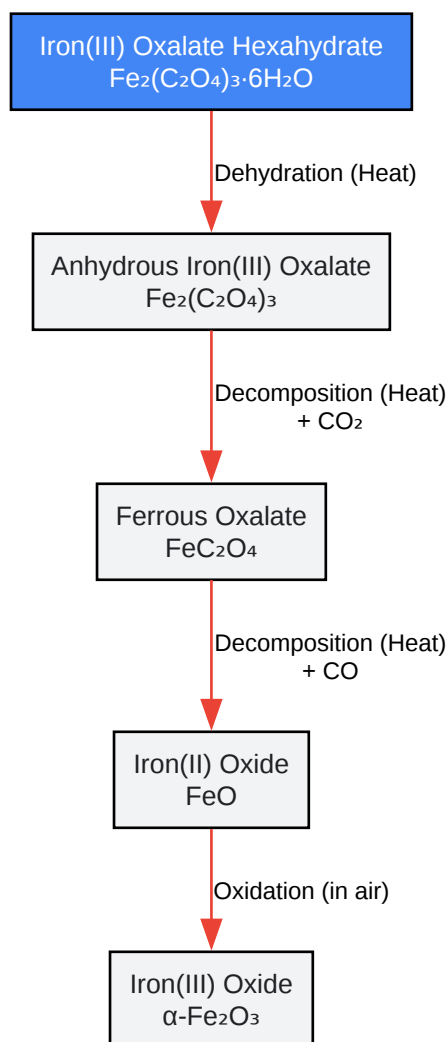 Iron(III) Oxalate Hexahydrate
Fe₂(C₂O₄)₃·6H₂O
Dehydration (Heat)
Anhydrous Iron(III) Oxalate
Fe₂(C₂O₄)₃
Decomposition (Heat)
+ CO₂
Ferrous Oxalate
FeC₂O₄
Decomposition (Heat)
+ CO
Iron(II) Oxide
FeO
Oxidation (in air)
Iron(III) Oxide
α-Fe₂O₃